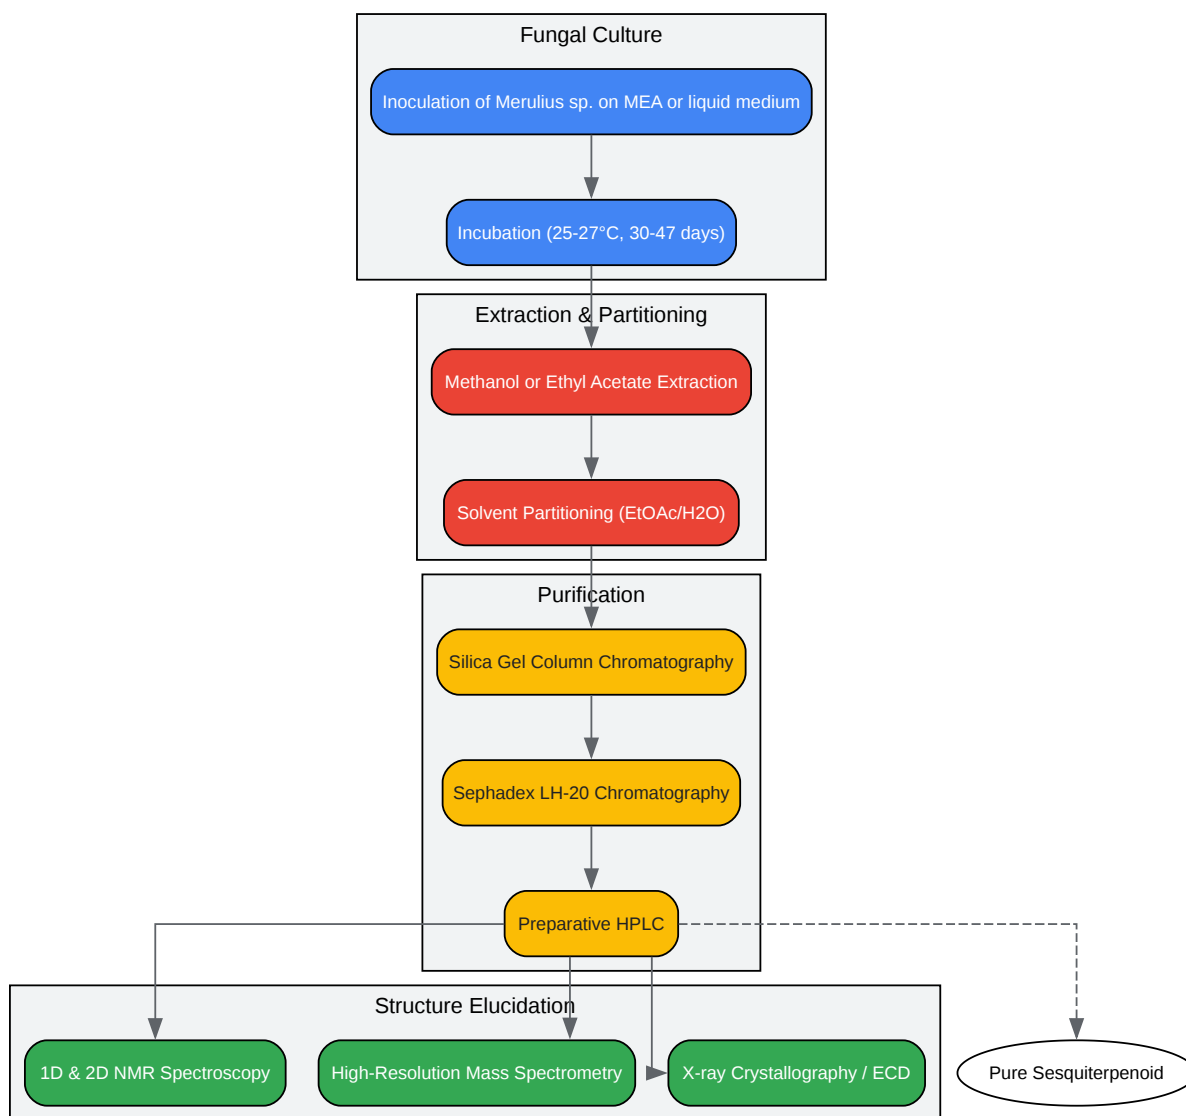 Fungal Culture
Inoculation of Merulius sp. on MEA or liquid medium
Incubation (25-27°C, 30-47 days)
Extraction & Partitioning
Methanol or Ethyl Acetate Extraction
Solvent Partitioning (EtOAc/H2O)
Purification
Silica Gel Column Chromatography
Sephadex LH-20 Chromatography
Preparative HPLC
Structure Elucidation
1D & 2D NMR Spectroscopy
High-Resolution Mass Spectrometry
X-ray Crystallography / ECD
Pure Sesquiterpenoid